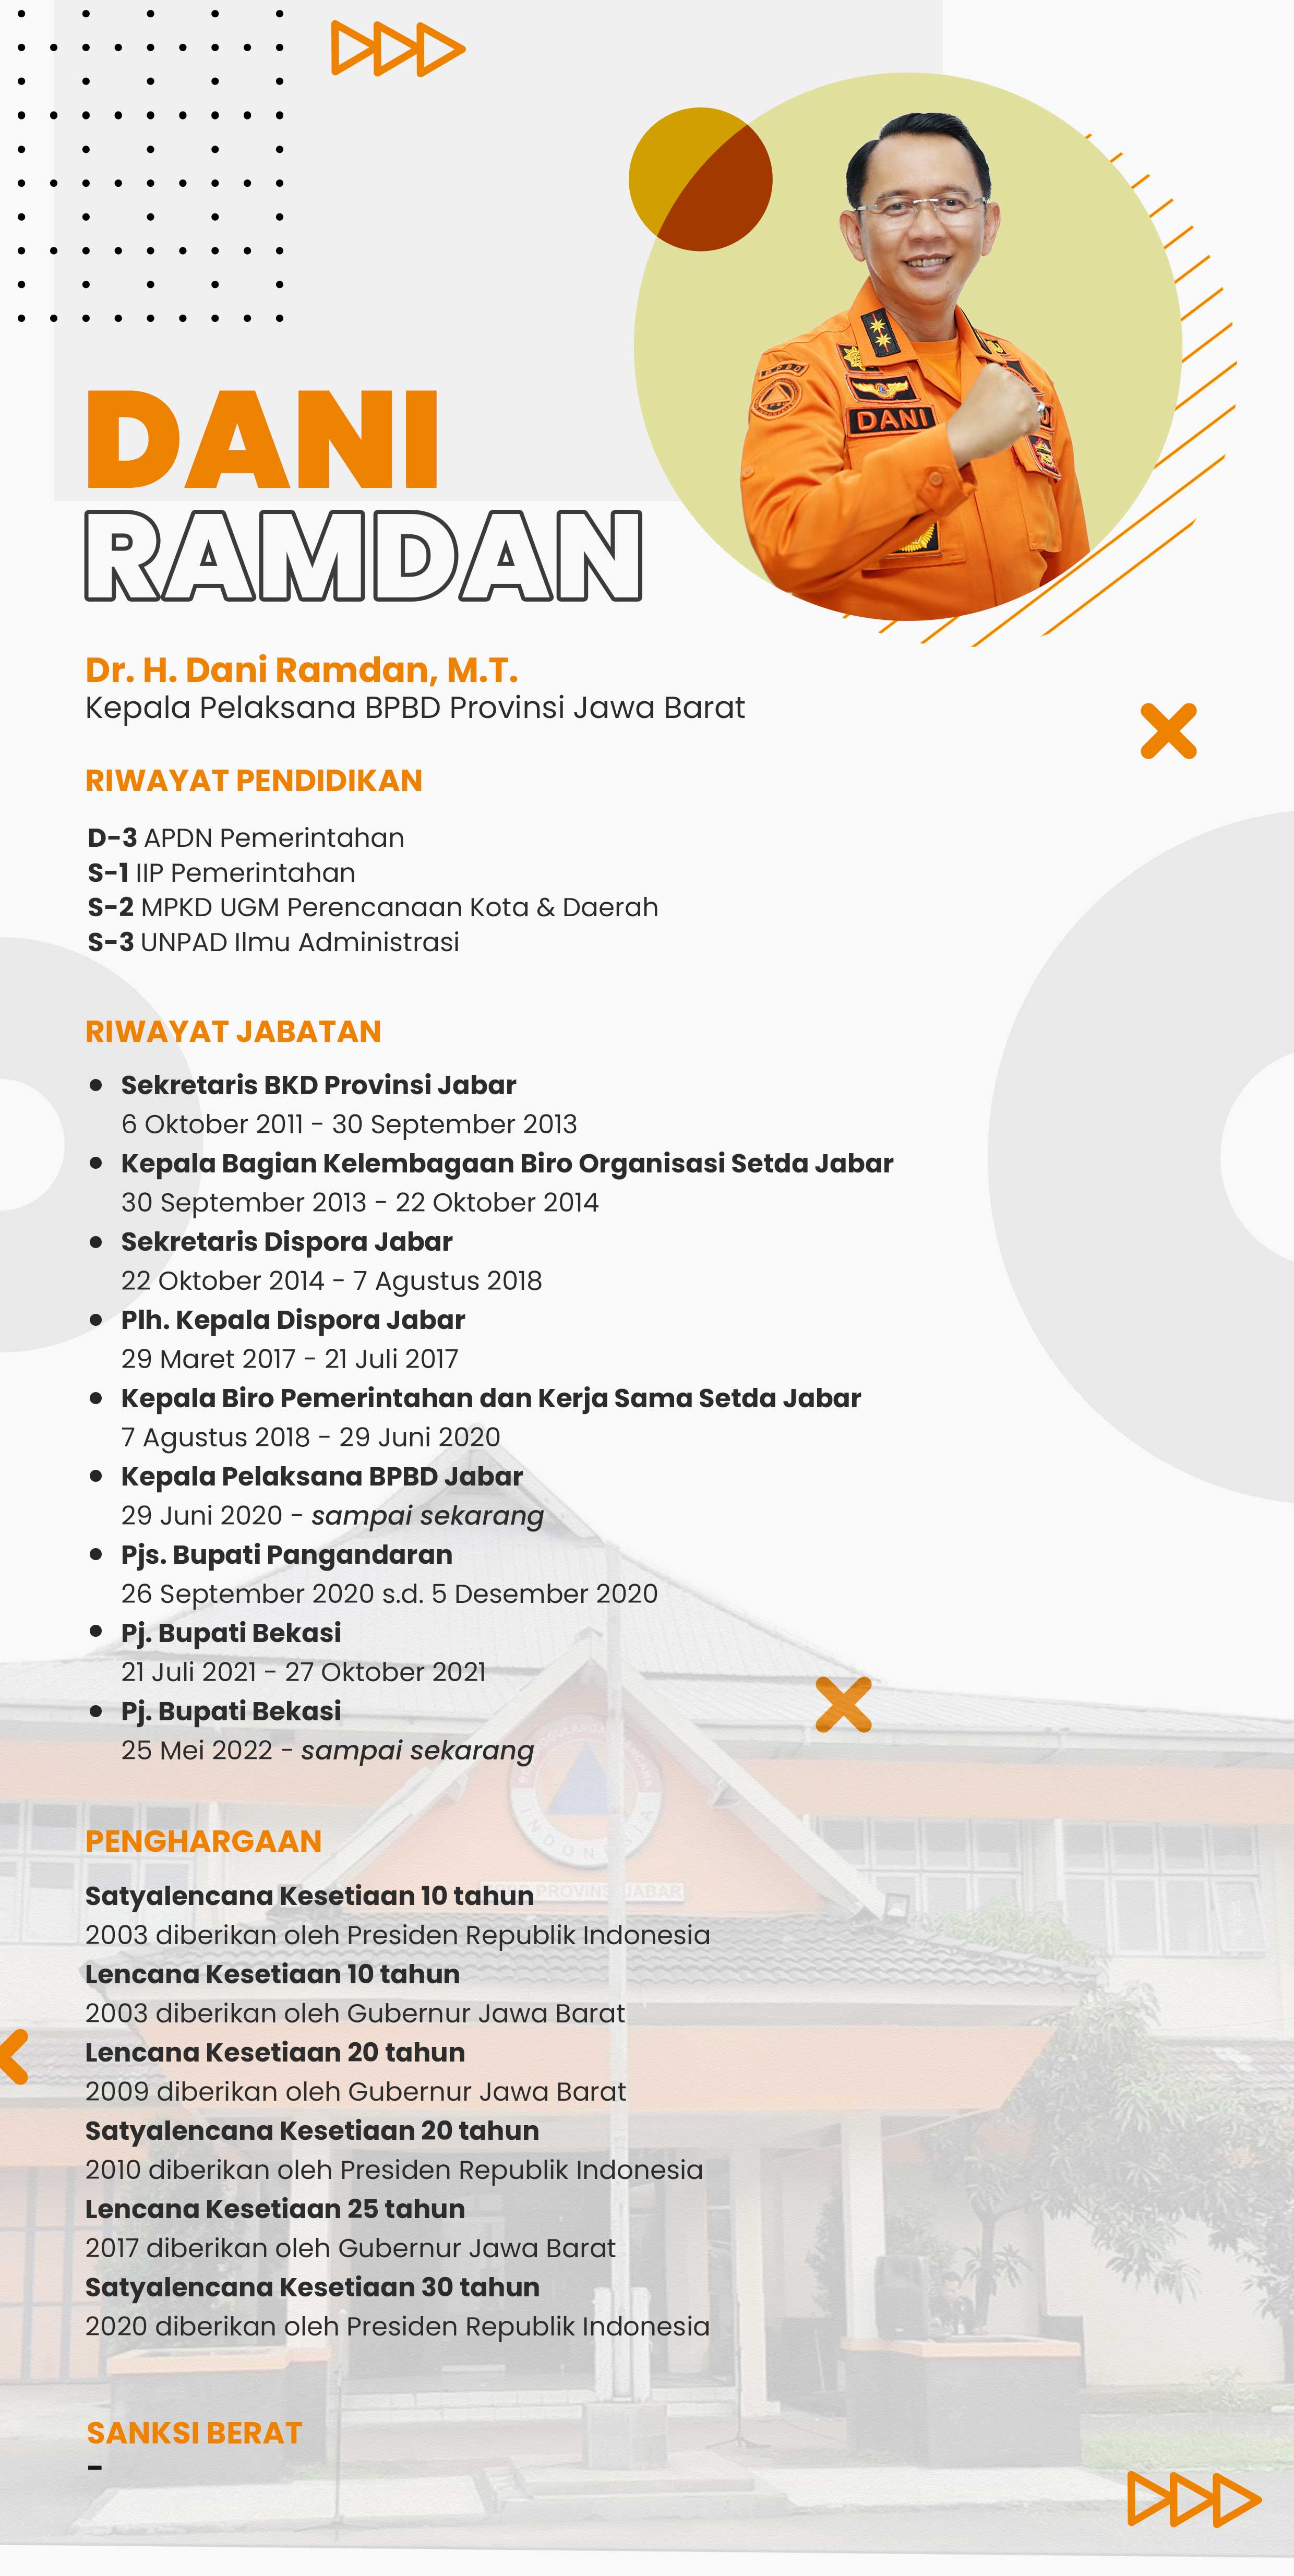 DANI
DANI
RAMDAN
Dr. H. Dani Ramdan, M.T.
Kepala Pelaksana BPBD Provinsi Jawa Barat
RIWAYAT PENDIDIKAN
D-3 APDN Pemerintahan
S-1 IIP Pemerintahan
S-2 MPKD UGM Perencanaan Kota & Daerah
S-3 UNPAD Ilmu Administrasi
RIWAYAT JABATAN
• Sekretaris BKD Provinsi Jabar
6 Oktober 2011 - 30 September 2013
• Kepala Bagian Kelembagaan Biro Organisasi Setda Jabar
30 September 2013 - 22 Oktober 2014
• Sekretaris Dispora Jabar
22 Oktober 2014 - 7 Agustus 2018
• Plh. Kepala Dispora Jabar
29 Maret 2017 - 21 Juli 2017
• Kepala Biro Pemerintahan dan Kerja Sama Setda Jabar
7 Agustus 2018 - 29 Juni 2020
• Kepala Pelaksana BPBD Jabar
29 Juni 2020 - sampai sekarang
• Pjs. Bupati Pangandaran
26 September 2020 s.d. 5 Desember 2020
• Pj. Bupati Bekasi
21 Juli 2021 - 27 Oktober 2021
• Pj. Bupati Bekasi
25 Mei 2022 - sampai sekarang
INDONESIA
PENGHARGAAN
Satyalencana Kesetiaan 10 tahun
2003 diberikan oleh Presiden Republik Indonesia
Lencana Kesetiaan 10 tahun
2003 diberikan oleh Gubernur Jawa Barat
Lencana Kesetiaan 20 tahun
2009 diberikan oleh Gubernur Jawa Barat
Satyalencana Kesetiaan 20 tahun
2010 diberikan oleh Presiden Republik Indonesia
Lencana Kesetiaan 25 tahun
2017 diberikan oleh Gubernur Jawa Barat
Satyalencana Kesetiaan 30 tahun
2020 diberikan oleh Presiden Republik Indonesia
SANKSI BERAT
-